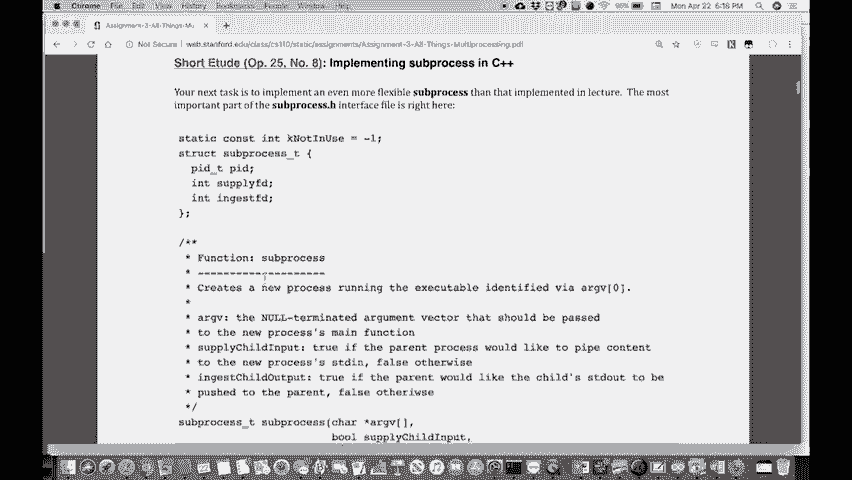 Chrome File Edit View History Bookmarks People Window Help
95% Mon Apr 22 6:16 PM
Assignment-3-All-Things-Mu
Not Secure web.stanford.edu/class/cs110/static/assignments/Assignment-3-All-Things-Multiprocessing.pdf
Short Etude (Op. 25, No. 8): Implementing subprocess in C++
Your next task is to implement an even more flexible subprocess than that implemented in lecture. The most
important part of the subprocess.h interface file is right here:
static const int kNotInUse = -1;
struct subprocess_t {
pid_t pid;
int supplyfd;
int ingestfd;
};
/**
* Function: subprocess
* --------------------
* Creates a new process running the executable identified via argv[0].
*
* argv: the NULL-terminated argument vector that should be passed
* to the new process's main function
* supplyChildInput: true if the parent process would like to pipe content
* to the new process's stdin, false otherwise
* ingestChildOutput: true if the parent would like the child's stdout to be
* pushed to the parent, false otheriwse
*/
subprocess_t subprocess(char *argv[],
bool supplyChildInput,